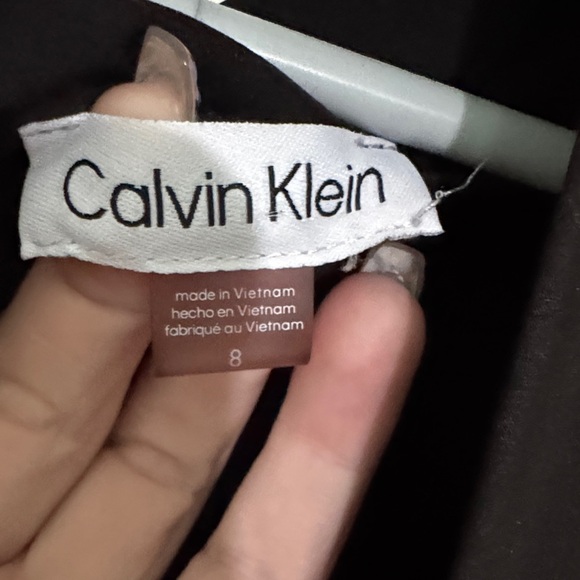 Calvin Klein
made in Vietnam
hecho en Vietnam
fabriqué au Vietnam
8